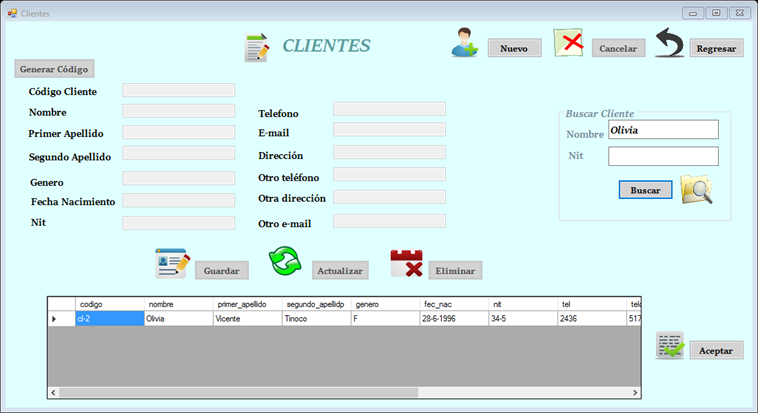 Clientes
CLIENTES
Nuevo
Cancelar
Regresar
Generar Código
Código Cliente
Nombre
Primer Apellido
Segundo Apellido
Genero
Fecha Nacimiento
Nit
Telefono
E-mail
Dirección
Otro teléfono
Otra dirección
Otro e-mail
Buscar Cliente
Nombre Olivia
Nit
Buscar
Guardar
Actualizar
Eliminar
codigo nombre primer_apellido segundo_apellidp genero fec_nac nit tel telc
cl-2 Olivia Vicente Tinoco F 28-6-1996 34-5 2436 517
Aceptar